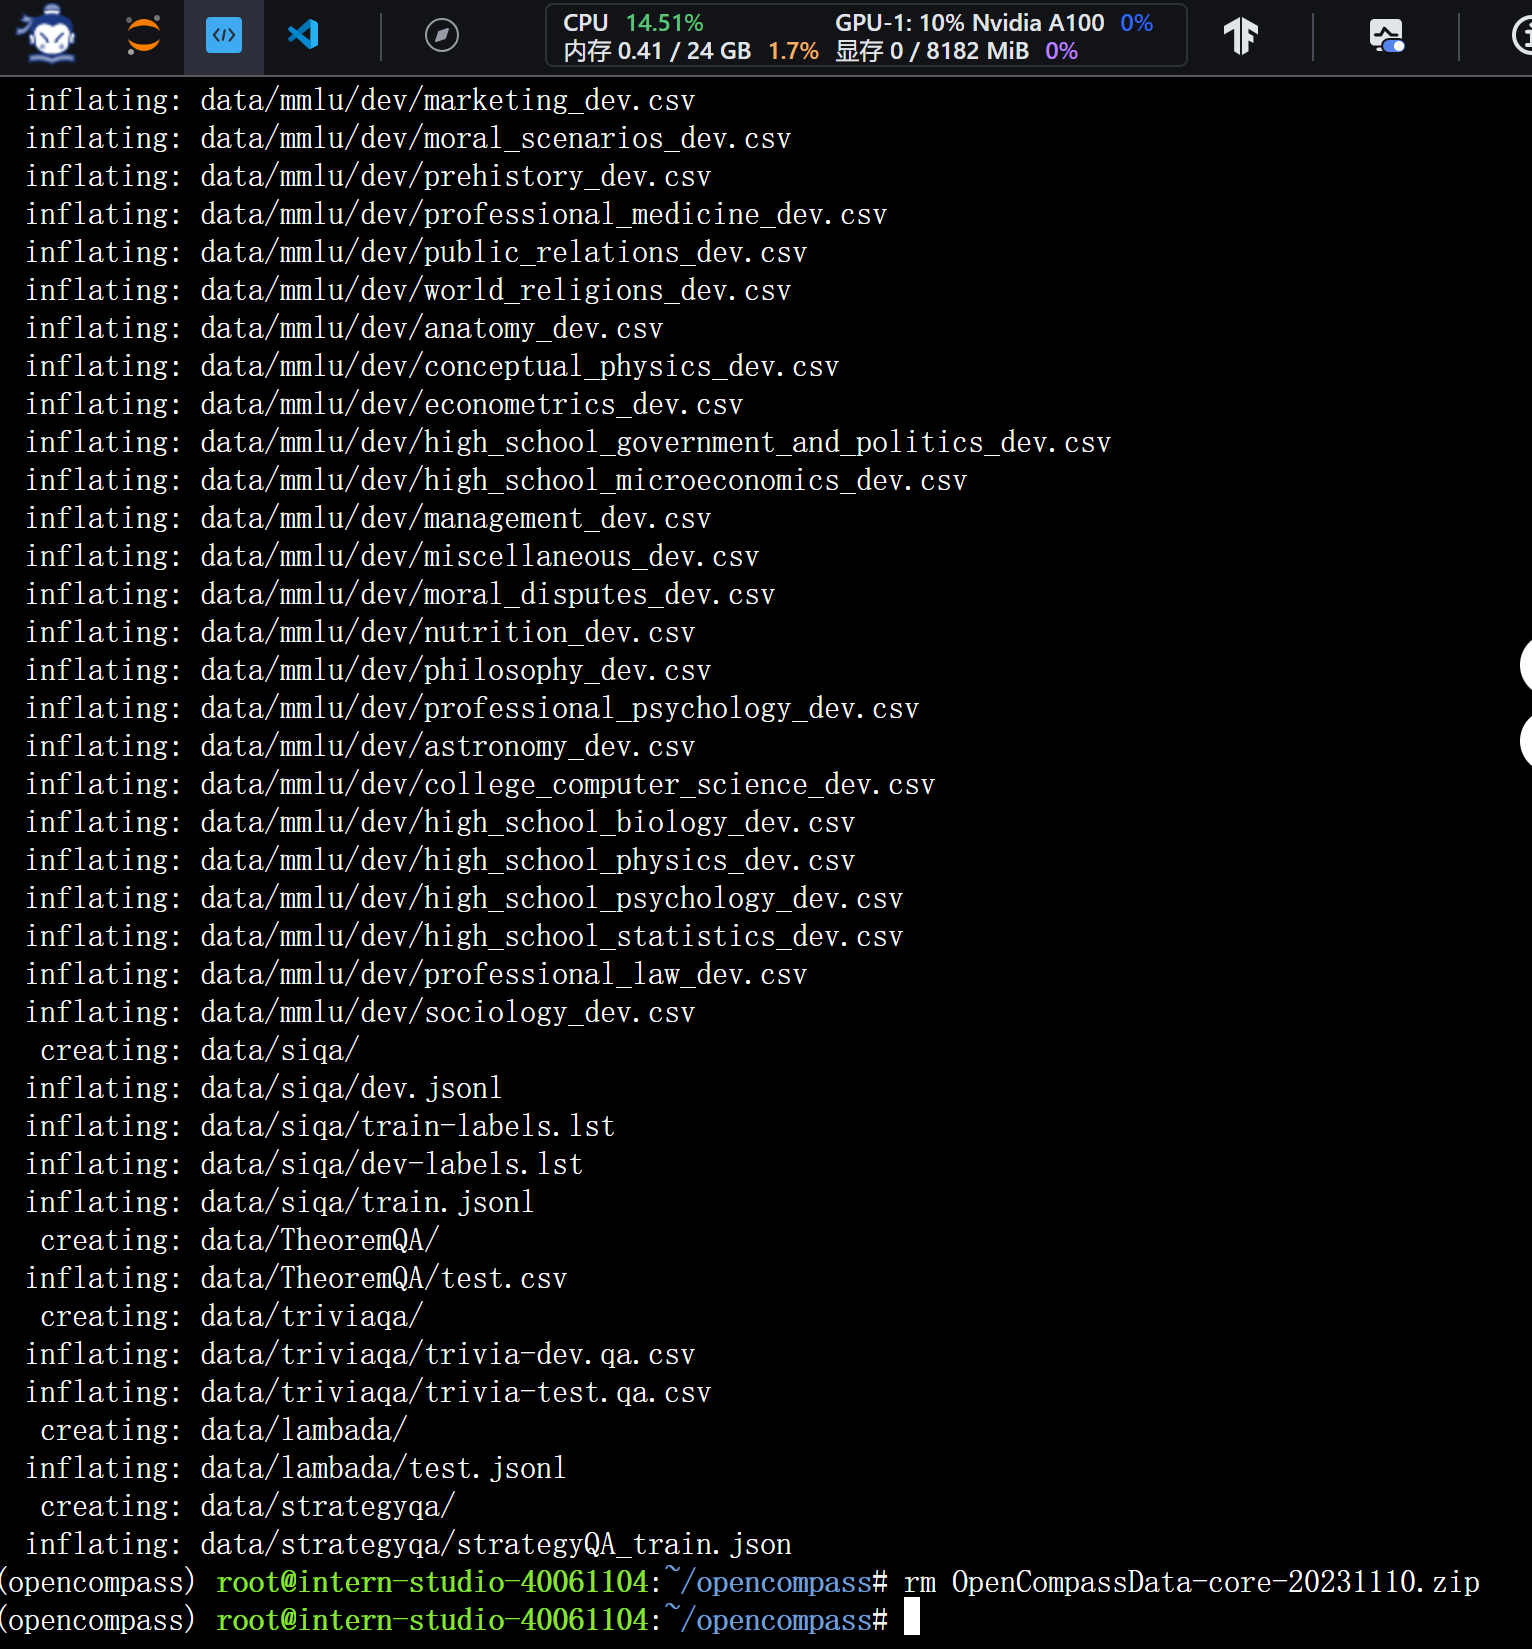 CPU 14.51% GPU-1: 10% Nvidia A100 0%
内存 0.41 / 24 GB 1.7% 显存 0 / 8182 MiB 0%
inflating: data/mmlu/dev/marketing_dev.csv
inflating: data/mmlu/dev/moral_scenarios_dev.csv
inflating: data/mmlu/dev/prehistory_dev.csv
inflating: data/mmlu/dev/professional_medicine_dev.csv
inflating: data/mmlu/dev/public_relations_dev.csv
inflating: data/mmlu/dev/world_religions_dev.csv
inflating: data/mmlu/dev/anatomy_dev.csv
inflating: data/mmlu/dev/conceptual_physics_dev.csv
inflating: data/mmlu/dev/econometrics_dev.csv
inflating: data/mmlu/dev/high_school_government_and_politics_dev.csv
inflating: data/mmlu/dev/high_school_microeconomics_dev.csv
inflating: data/mmlu/dev/management_dev.csv
inflating: data/mmlu/dev/miscellaneous_dev.csv
inflating: data/mmlu/dev/moral_disputes_dev.csv
inflating: data/mmlu/dev/nutrition_dev.csv
inflating: data/mmlu/dev/philosophy_dev.csv
inflating: data/mmlu/dev/professional_psychology_dev.csv
inflating: data/mmlu/dev/astronomy_dev.csv
inflating: data/mmlu/dev/college_computer_science_dev.csv
inflating: data/mmlu/dev/high_school_biology_dev.csv
inflating: data/mmlu/dev/high_school_physics_dev.csv
inflating: data/mmlu/dev/high_school_psychology_dev.csv
inflating: data/mmlu/dev/high_school_statistics_dev.csv
inflating: data/mmlu/dev/professional_law_dev.csv
inflating: data/mmlu/dev/sociology_dev.csv
creating: data/siqa/
inflating: data/siqa/dev.jsonl
inflating: data/siqa/train-labels.lst
inflating: data/siqa/dev-labels.lst
inflating: data/siqa/train.jsonl
creating: data/TheoremQA/
inflating: data/TheoremQA/test.csv
creating: data/triviaqa/
inflating: data/triviaqa/trivia-dev.qa.csv
inflating: data/triviaqa/trivia-test.qa.csv
creating: data/lambada/
inflating: data/lambada/test.jsonl
creating: data/strategyqa/
inflating: data/strategyqa/strategyQA_train.json
(opencompass) root@intern-studio-40061104:~/opencompass# rm OpenCompassData-core-20231110.zip
(opencompass) root@intern-studio-40061104:~/opencompass#